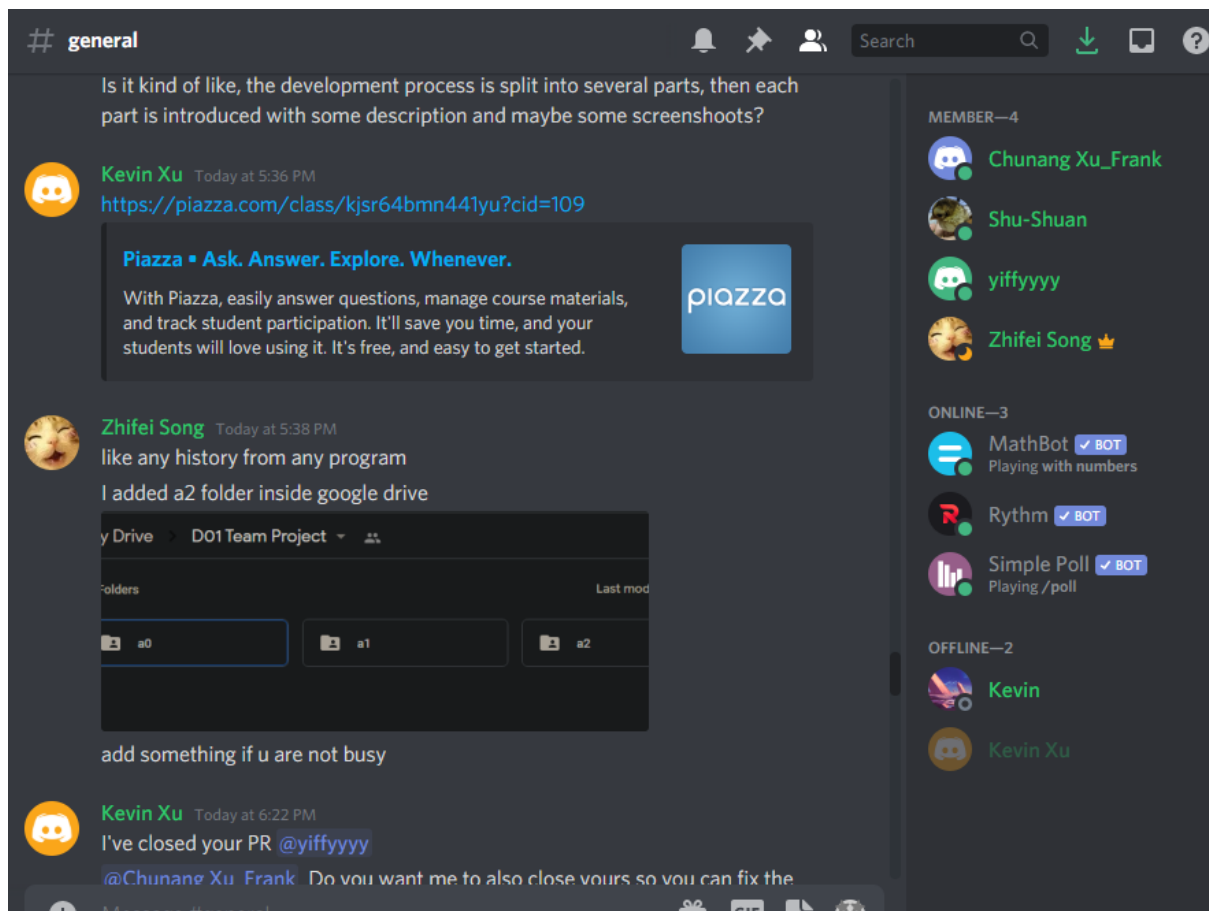 # general
Search
Is it kind of like, the development process is split into several parts, then each
part is introduced with some description and maybe some screenshoots?
Kevin Xu Today at 5:36 PM
https://piazza.com/class/kjsr64bmn441yu?cid=109
Piazza • Ask. Answer. Explore. Whenever.
With Piazza, easily answer questions, manage course materials,
and track student participation. It'll save you time, and your
students will love using it. It's free, and easy to get started.
piazza
Zhifei Song Today at 5:38 PM
like any history from any program
I added a2 folder inside google drive
y Drive D01 Team Project
Folders Last mod
a0 a1 a2
add something if u are not busy
Kevin Xu Today at 6:22 PM
I've closed your PR @yiffyyyy
@Chunang Xu_Frank Do you want me to also close yours so you can fix the
Message #general
GIF
MEMBER—4
Chunang Xu_Frank
Shu-Shuan
yiffyyyy
Zhifei Song
ONLINE—3
MathBot BOT
Playing with numbers
Rythm BOT
Simple Poll BOT
Playing /poll
OFFLINE—2
Kevin
Kevin Xu